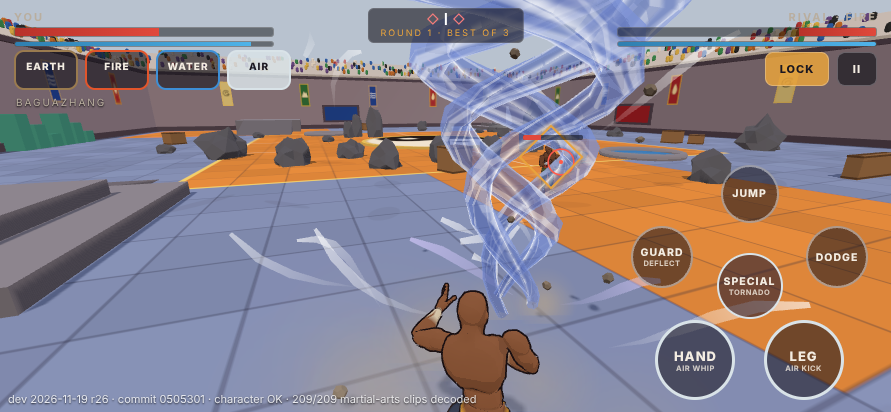 YOU
ROUND 1 · BEST OF 3
RIVAL · FIRE
EARTH
FIRE
WATER
AIR
LOCK
II
BAGUAZHANG
JUMP
GUARD
DEFLECT
DODGE
SPECIAL
TORNADO
HAND
AIR WHIP
LEG
AIR KICK
dev 2026-11-19 r26 · commit 0505301 · character OK · 209/209 martial-arts clips decoded